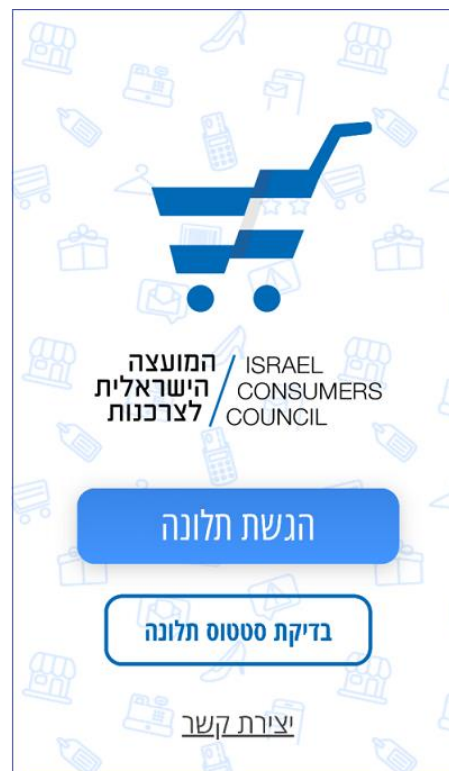 המועצה
הישראלית
לצרכנות
ISRAEL
CONSUMERS
COUNCIL
הגשת תלונה
בדיקת סטטוס תלונה
יצירת קשר